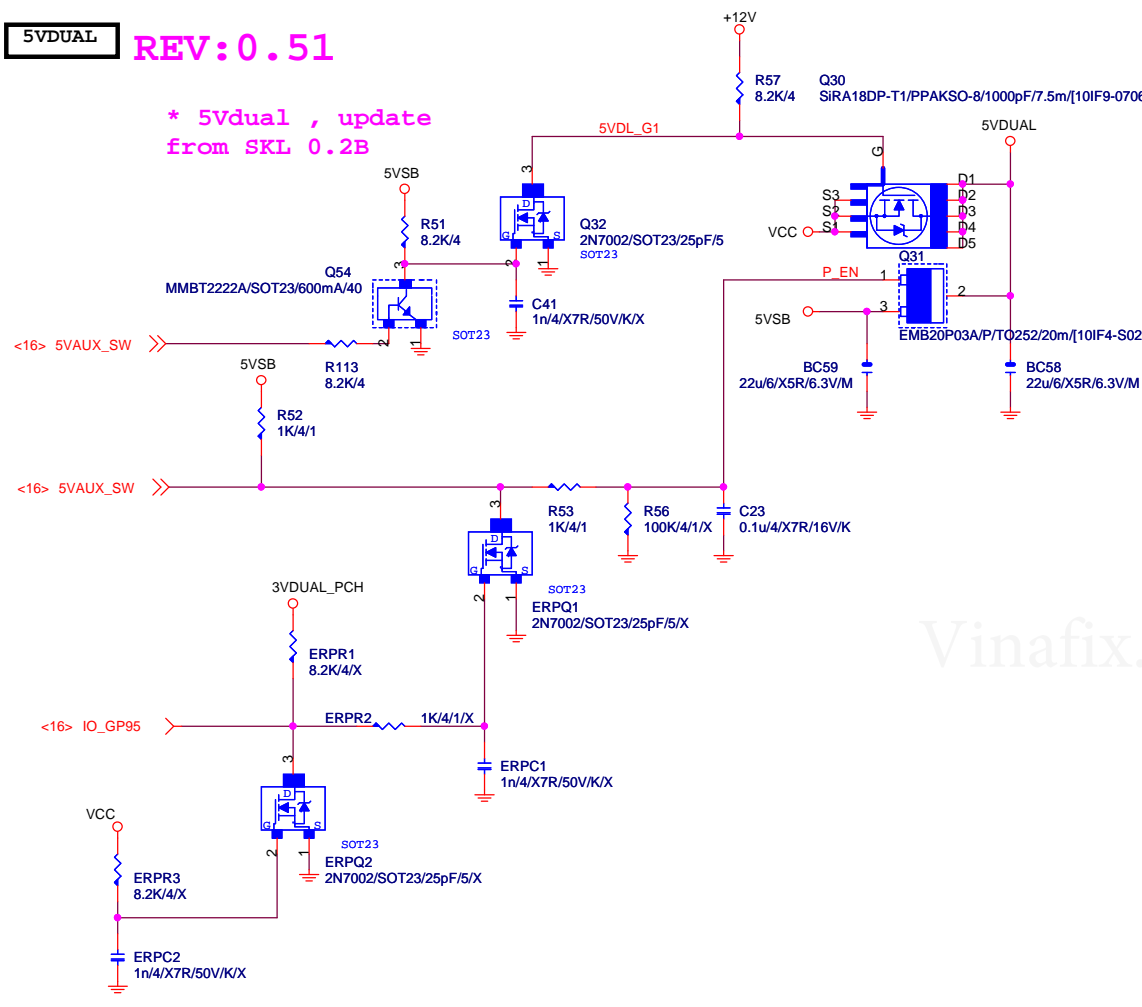 5VDUAL
REV:0.51
* 5Vdual , update
from SKL 0.2B
+12V
R57
8.2K/4
Q30
SiRA18DP-T1/PPAKSO-8/1000pF/7.5m/[10IF9-0706
5VDL_G1
5VDUAL
G
D1
D2
D3
D4
D5
S3
S2
S1
VCC
5VSB
R51
8.2K/4
3
D
G
S
2
1
Q32
2N7002/SOT23/25pF/5
SOT23
Q54
MMBT2222A/SOT23/600mA/40
3
2
1
SOT23
C41
1n/4/X7R/50V/K/X
Q31
P_EN
1
2
3
5VSB
EMB20P03A/P/TO252/20m/[10IF4-S02
<16> 5VAUX_SW
R113
8.2K/4
BC59
22u/6/X5R/6.3V/M
BC58
22u/6/X5R/6.3V/M
5VSB
R52
1K/4/1
<16> 5VAUX_SW
R53
1K/4/1
R56
100K/4/1/X
C23
0.1u/4/X7R/16V/K
3
D
G
S
2
1
SOT23
ERPQ1
2N7002/SOT23/25pF/5/X
3VDUAL_PCH
ERPR1
8.2K/4/X
Vinafix.
<16> IO_GP95
ERPR2
1K/4/1/X
ERPC1
1n/4/X7R/50V/K/X
3
D
G
S
2
1
SOT23
ERPQ2
2N7002/SOT23/25pF/5/X
VCC
ERPR3
8.2K/4/X
ERPC2
1n/4/X7R/50V/K/X